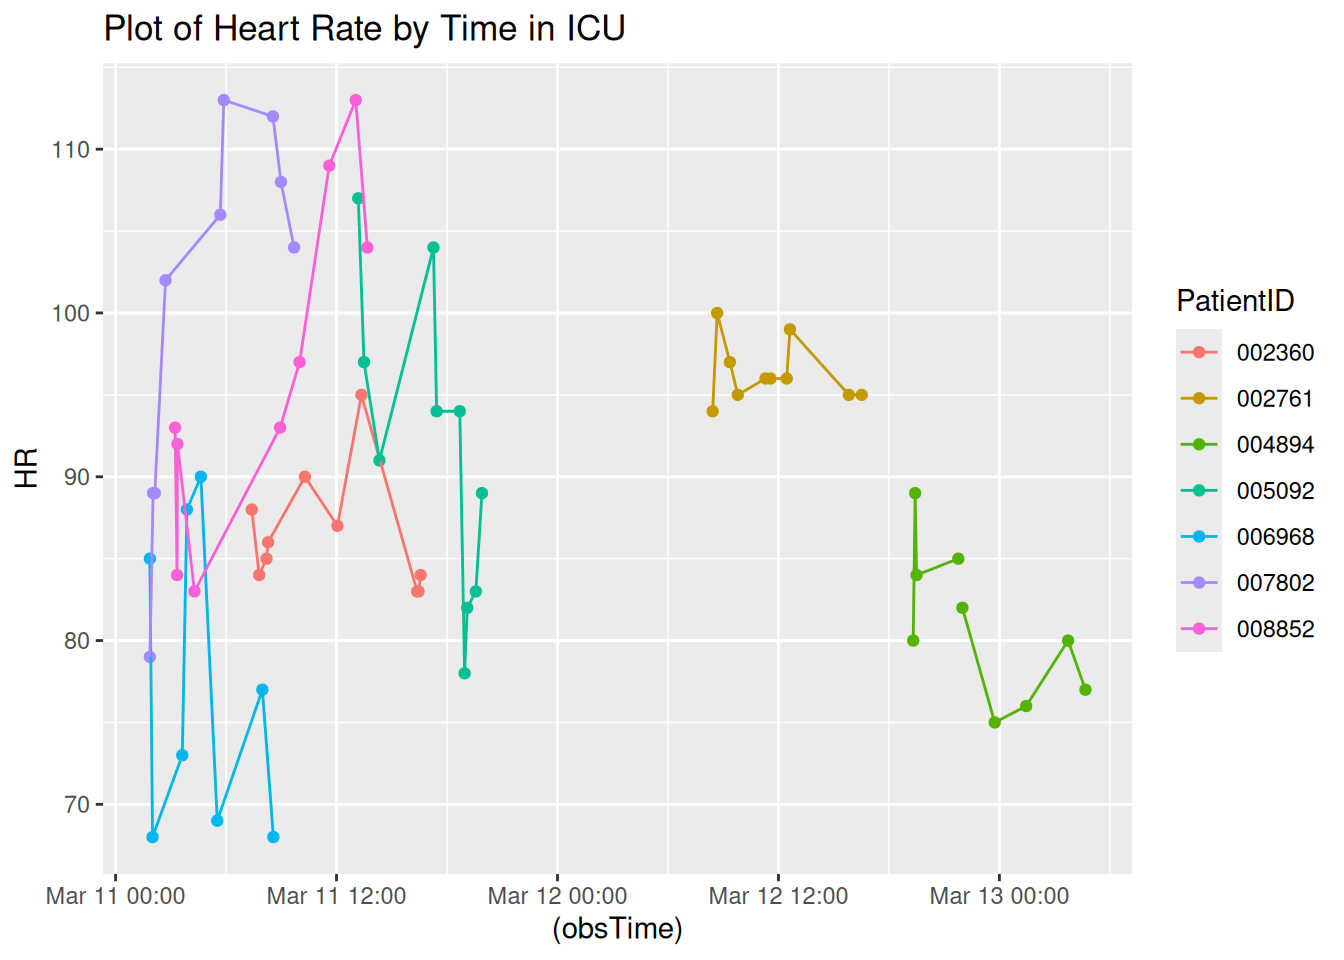 Plot of Heart Rate by Time in ICU
HR
110
100
90
80
70
Mar 11 00:00 Mar 11 12:00 Mar 12 00:00 Mar 12 12:00 Mar 13 00:00
(obsTime)
PatientID
002360
002761
004894
005092
006968
007802
008852